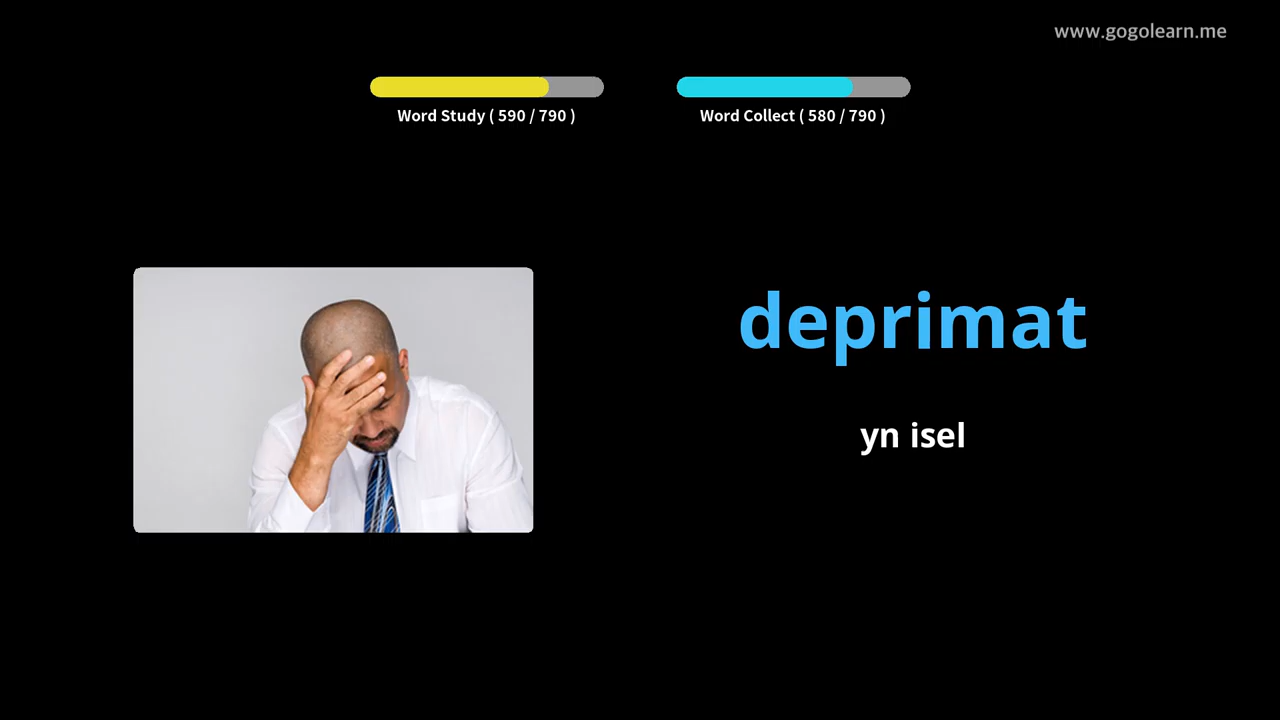 www.gogolearn.me
Word Study ( 590 / 790 )
Word Collect ( 580 / 790 )
deprimat
yn isel